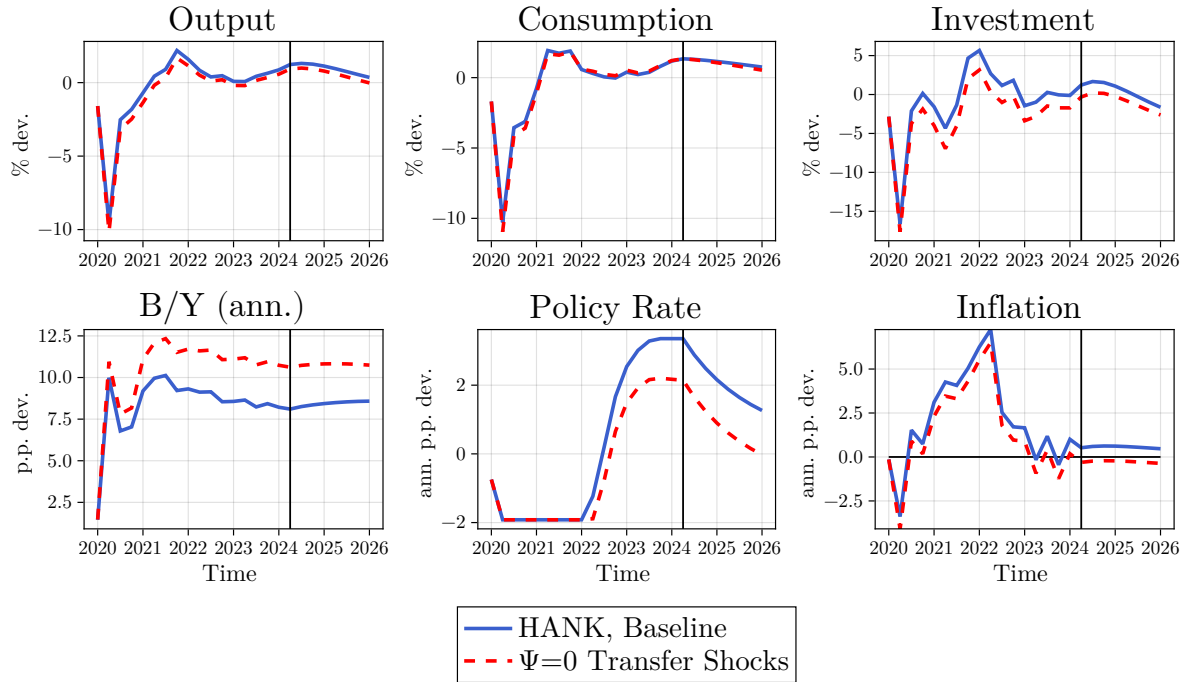 Output
Consumption
Investment
% dev.
0
−5
−10
2020 2021 2022 2023 2024 2025 2026
% dev.
0
−5
−10
2020 2021 2022 2023 2024 2025 2026
% dev.
5
0
−5
−10
−15
2020 2021 2022 2023 2024 2025 2026
B/Y (ann.)
Policy Rate
Inflation
p.p. dev.
12.5
10.0
7.5
5.0
2.5
2020 2021 2022 2023 2024 2025 2026
Time
ann. p.p. dev.
2
0
−2
2020 2021 2022 2023 2024 2025 2026
Time
ann. p.p. dev.
5.0
2.5
0.0
−2.5
2020 2021 2022 2023 2024 2025 2026
Time
HANK, Baseline
Ψ=0 Transfer Shocks